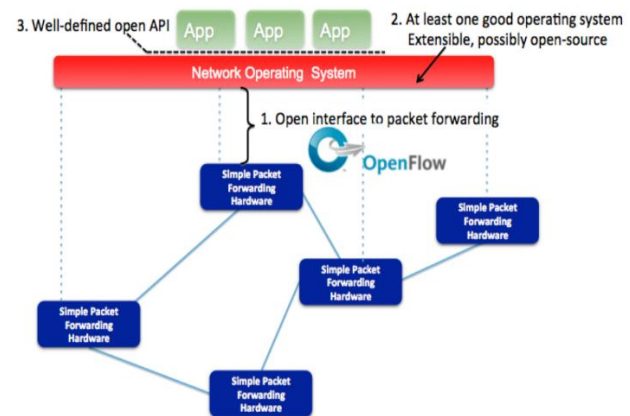 3. Well-defined open API
App
App
App
2. At least one good operating system
Extensible, possibly open-source
Network Operating System
1. Open interface to packet forwarding
OpenFlow
Simple Packet
Forwarding
Hardware
Simple Packet
Forwarding
Hardware
Simple Packet
Forwarding
Hardware
Simple Packet
Forwarding
Hardware
Simple Packet
Forwarding
Hardware